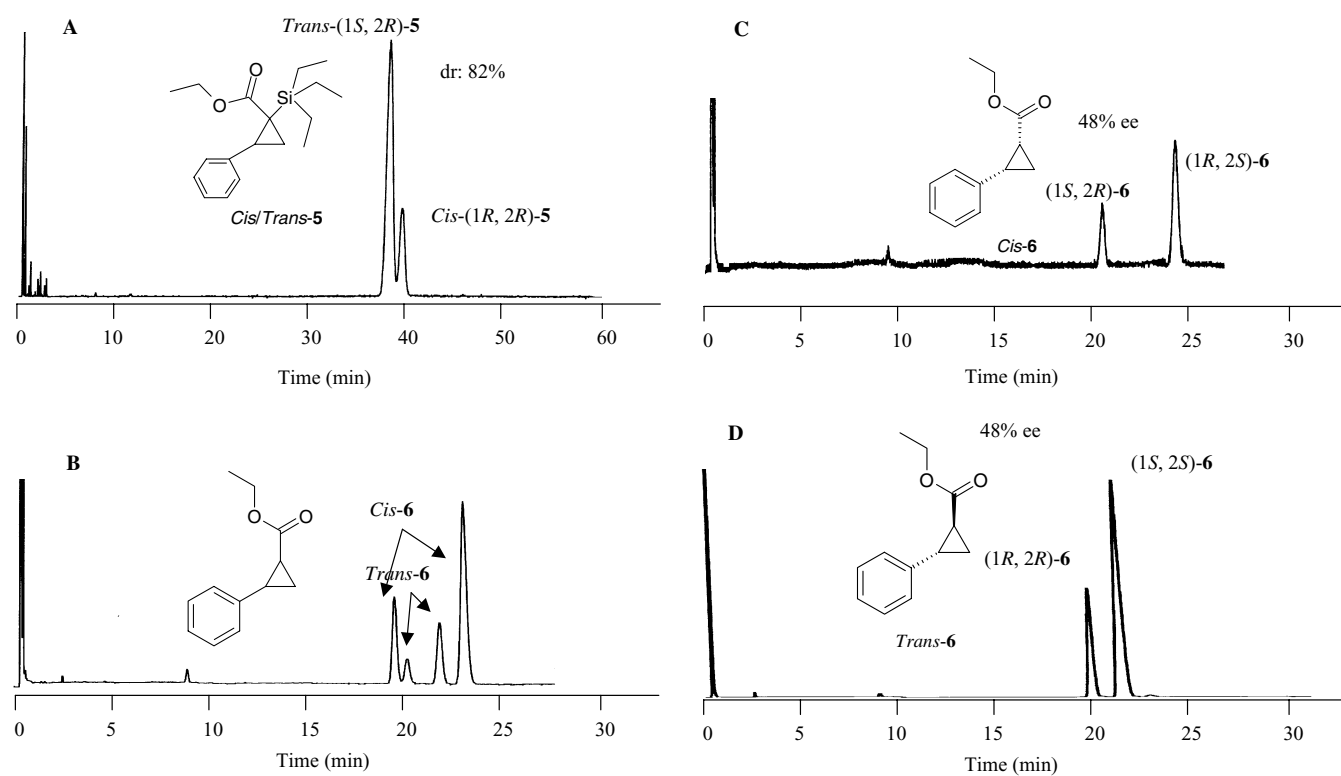 A
Trans-(1S, 2R)-5
dr: 82%
O
O
Si
Cis/Trans-5
Cis-(1R, 2R)-5
0 10 20 30 40 50 60
Time (min)
B
O
O
Cis-6
Trans-6
0 5 10 15 20 25 30
Time (min)
C
O
O
48% ee
(1S, 2R)-6
(1R, 2S)-6
Cis-6
0 5 10 15 20 25 30
Time (min)
D
48% ee
O
O
(1S, 2S)-6
(1R, 2R)-6
Trans-6
0 5 10 15 20 25 30
Time (min)